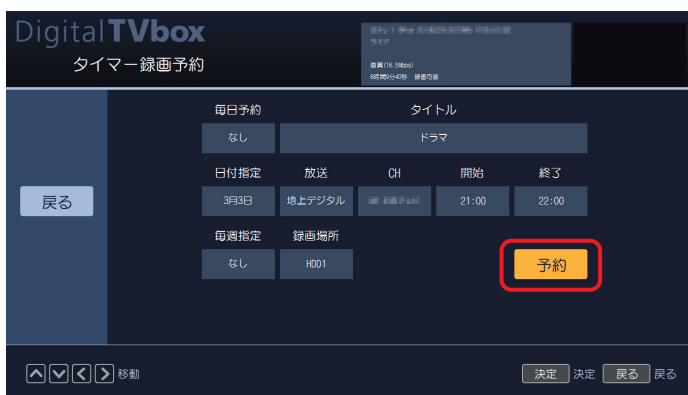 Digital TVbox
タイマー録画予約
画質(16.5Mbps)
8時間9分40秒 録画可能
毎日予約 タイトル
なし ドラマ
日付指定 放送 CH 開始 終了
戻る 3月3日 地上デジタル 21:00 22:00
毎週指定 録画場所
なし HDD1 予約
移動 決定 決定 戻る 戻る